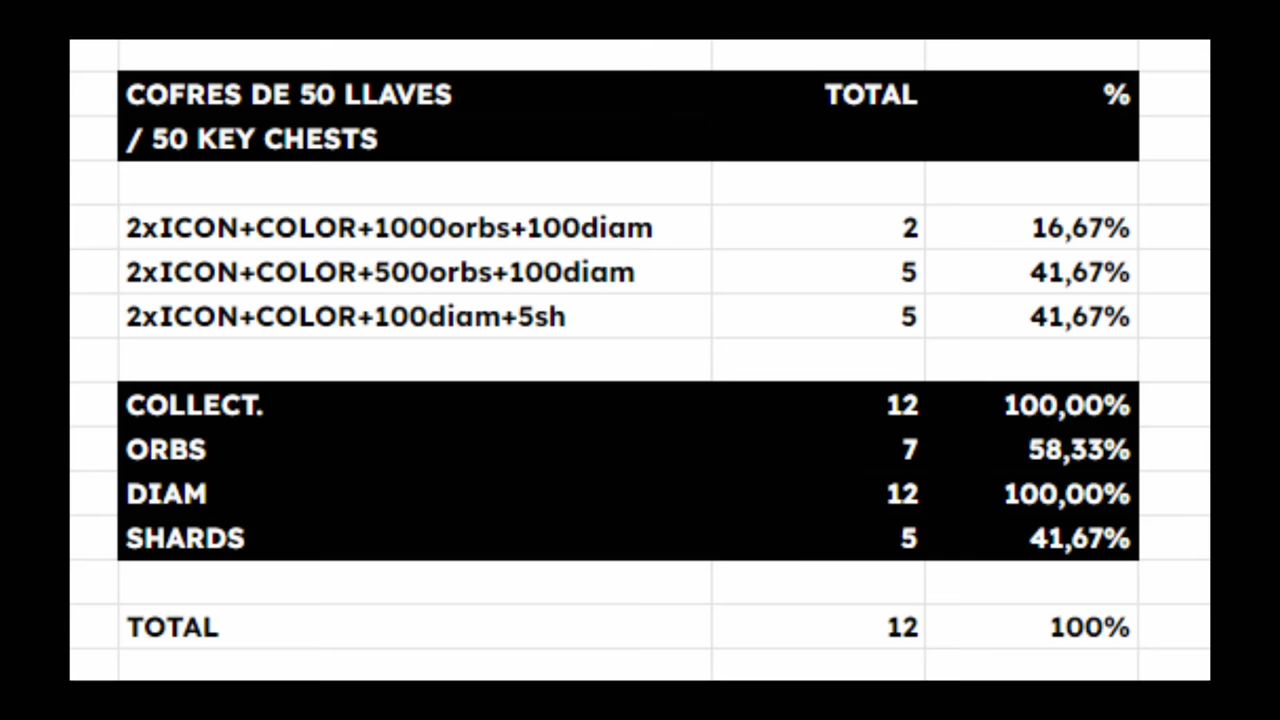 COFRES DE 50 LLAVES TOTAL %
/ 50 KEY CHESTS
2xICON+COLOR+1000orbs+100diam 2 16,67%
2xICON+COLOR+500orbs+100diam 5 41,67%
2xICON+COLOR+100diam+5sh 5 41,67%
COLLECT. 12 100,00%
ORBS 7 58,33%
DIAM 12 100,00%
SHARDS 5 41,67%
TOTAL 12 100%